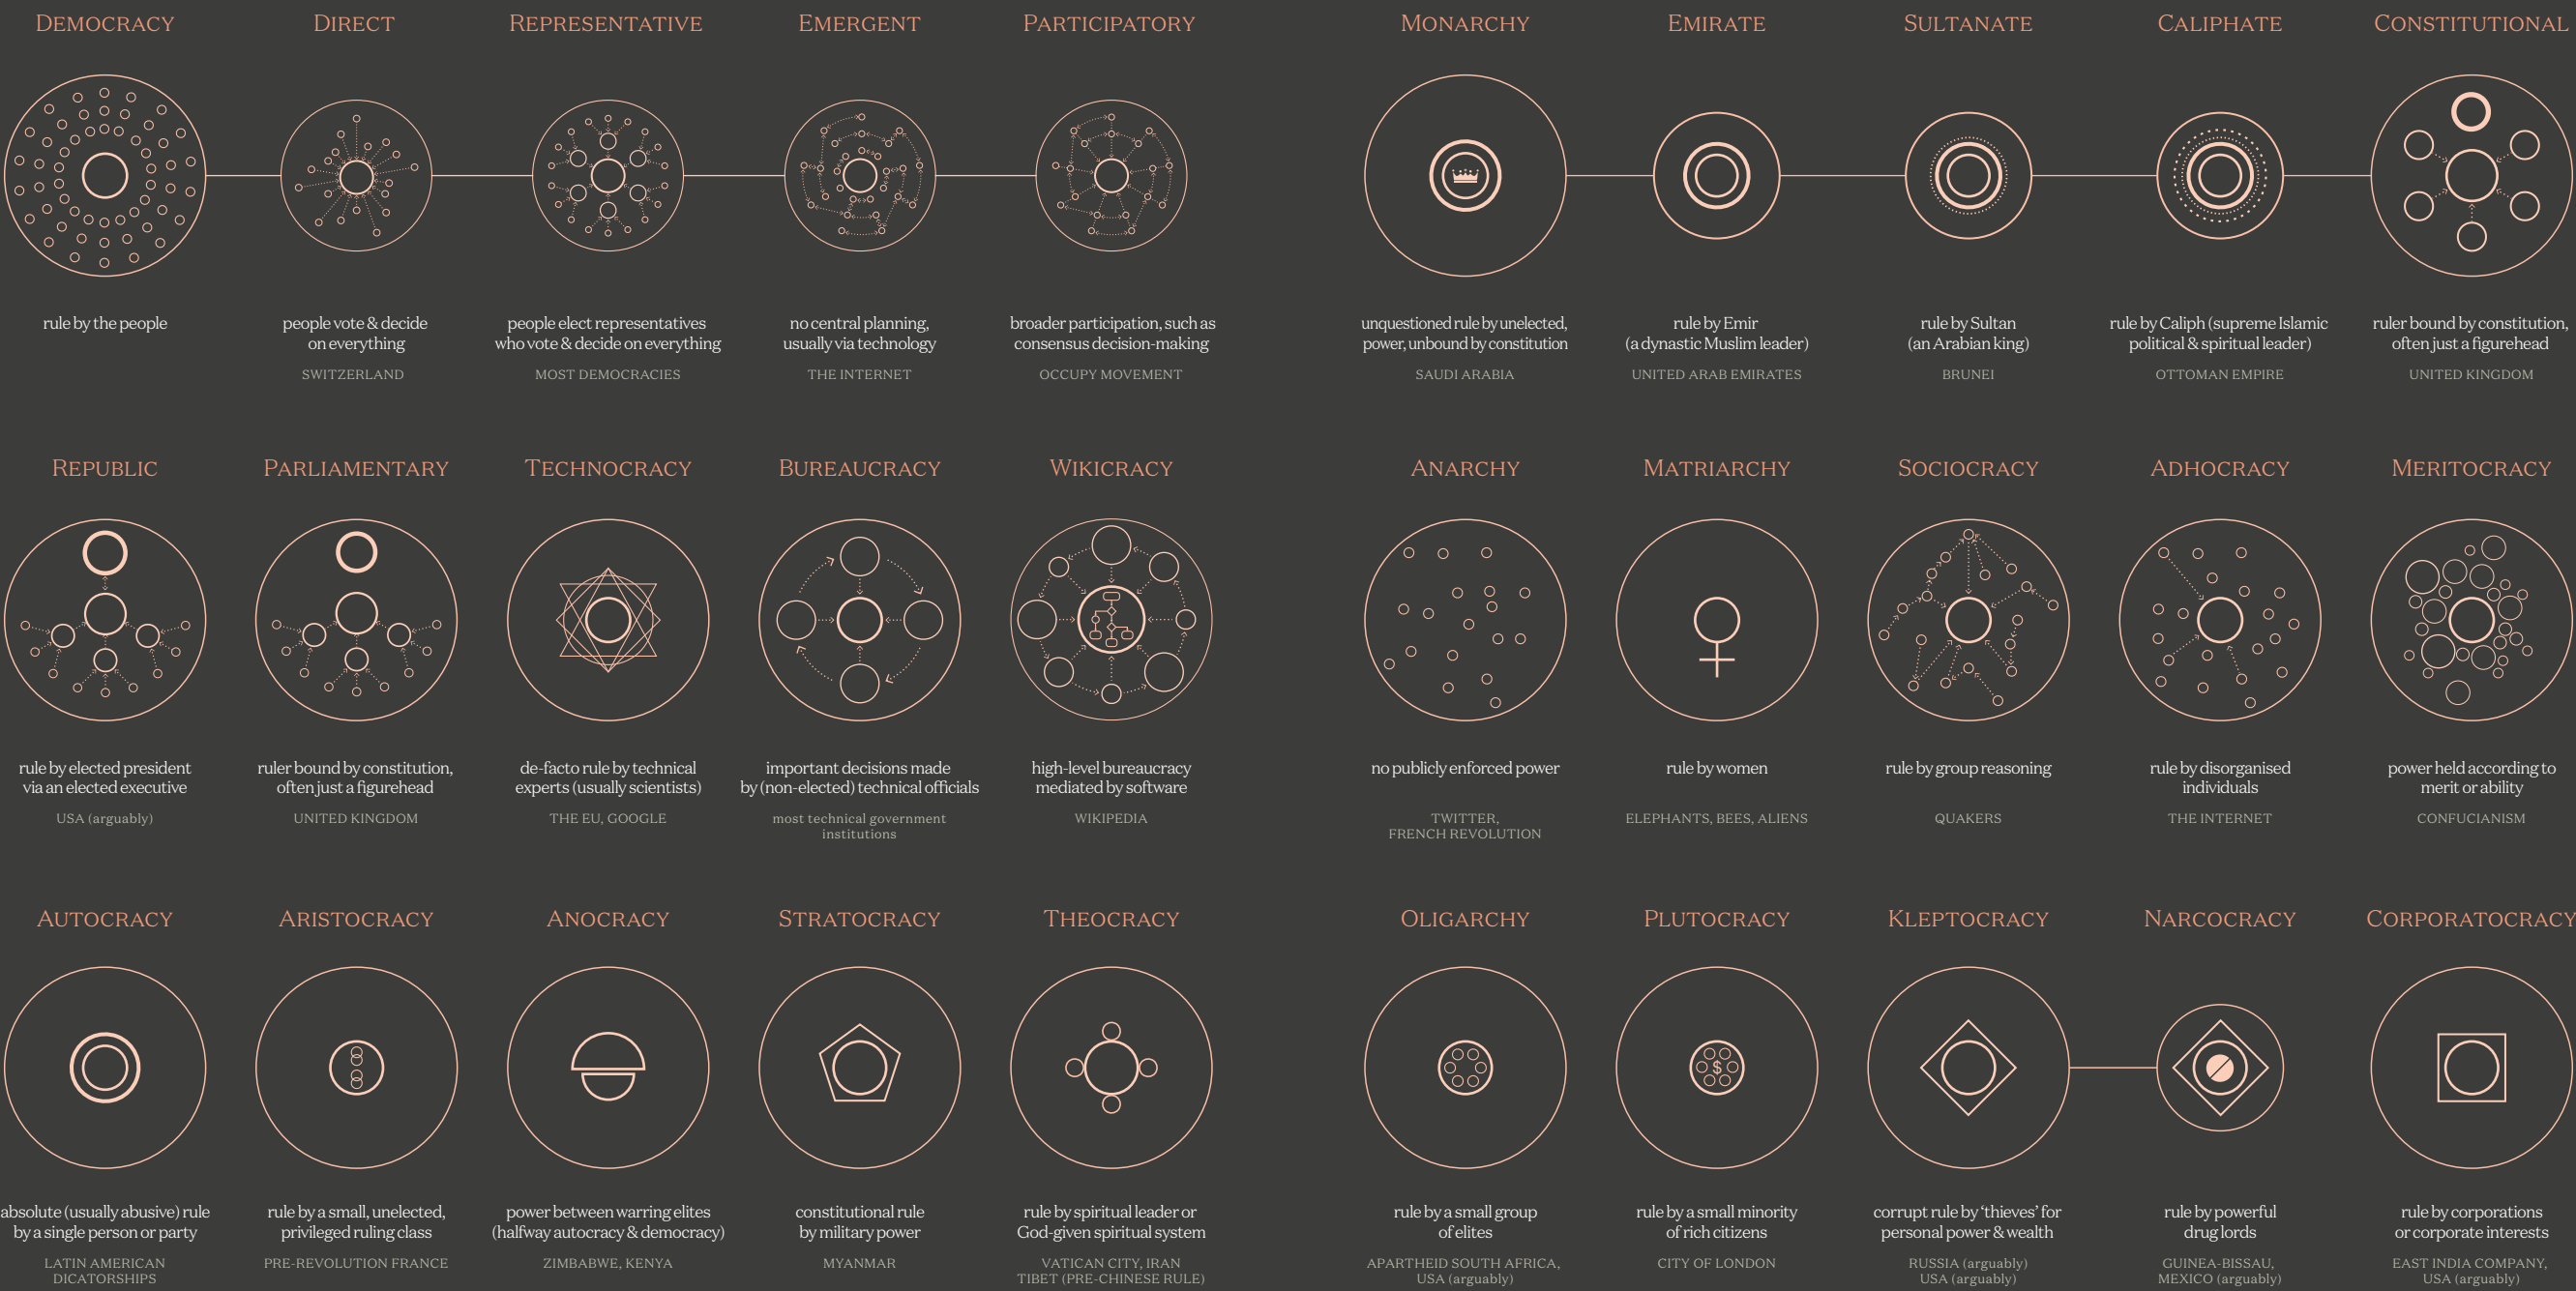 DEMOCRACY
DIRECT
REPRESENTATIVE
EMERGENT
PARTICIPATORY
MONARCHY
EMIRATE
SULTANATE
CALIPHATE
CONSTITUTIONAL
rule by the people
people vote & decide
on everything
SWITZERLAND
people elect representatives
who vote & decide on everything
MOST DEMOCRACIES
no central planning,
usually via technology
THE INTERNET
broader participation, such as
consensus decision-making
OCCUPY MOVEMENT
unquestioned rule by unelected,
power, unbound by constitution
SAUDI ARABIA
rule by Emir
(a dynastic Muslim leader)
UNITED ARAB EMIRATES
rule by Sultan
(an Arabian king)
BRUNEI
rule by Caliph (supreme Islamic
political & spiritual leader)
OTTOMAN EMPIRE
ruler bound by constitution,
often just a figurehead
UNITED KINGDOM
REPUBLIC
PARLIAMENTARY
TECHNOCRACY
BUREAUCRACY
WIKICRACY
ANARCHY
MATRIARCHY
SOCIOCRACY
ADHOCRACY
MERITOCRACY
rule by elected president
via an elected executive
USA (arguably)
ruler bound by constitution,
often just a figurehead
UNITED KINGDOM
de-facto rule by technical
experts (usually scientists)
THE EU, GOOGLE
important decisions made
by (non-elected) technical officials
most technical government
institutions
high-level bureaucracy
mediated by software
WIKIPEDIA
no publicly enforced power
TWITTER,
FRENCH REVOLUTION
rule by women
ELEPHANTS, BEES, ALIENS
rule by group reasoning
QUAKERS
rule by disorganised
individuals
THE INTERNET
power held according to
merit or ability
CONFUCIANISM
AUTOCRACY
ARISTOCRACY
ANOCRACY
STRATOCRACY
THEOCRACY
OLIGARCHY
PLUTOCRACY
KLEPTOCRACY
NARCOCRACY
CORPORATOCRACY
$
absolute (usually abusive) rule
by a single person or party
LATIN AMERICAN
DICATORSHIPS
rule by a small, unelected,
privileged ruling class
PRE-REVOLUTION FRANCE
power between warring elites
(halfway autocracy & democracy)
ZIMBABWE, KENYA
constitutional rule
by military power
MYANMAR
rule by spiritual leader or
God-given spiritual system
VATICAN CITY, IRAN
TIBET (PRE-CHINESE RULE)
rule by a small group
of elites
APARTHEID SOUTH AFRICA,
USA (arguably)
rule by a small minority
of rich citizens
CITY OF LONDON
corrupt rule by ‘thieves’ for
personal power & wealth
RUSSIA (arguably)
USA (arguably)
rule by powerful
drug lords
GUINEA-BISSAU,
MEXICO (arguably)
rule by corporations
or corporate interests
EAST INDIA COMPANY,
USA (arguably)